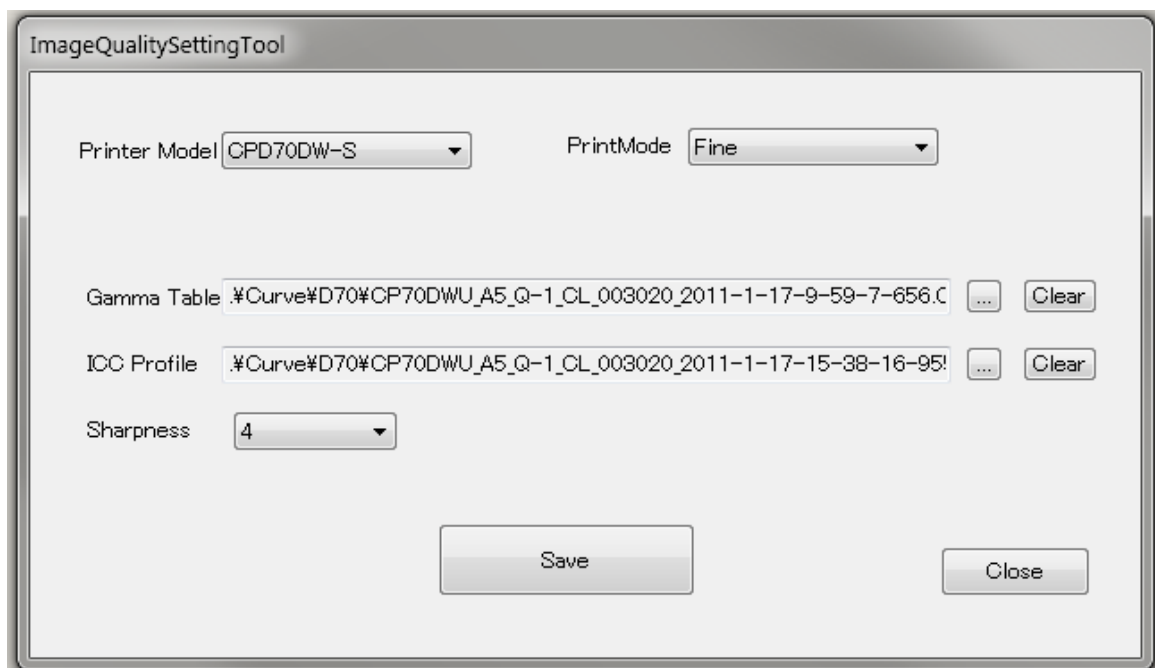 ImageQualitySettingTool
Printer Model CPD70DW-S PrintMode Fine
Gamma Table .¥Curve¥D70¥CP70DWU_A5_Q-1_CL_003020_2011-1-17-9-59-7-656.C ... Clear
ICC Profile .¥Curve¥D70¥CP70DWU_A5_Q-1_CL_003020_2011-1-17-15-38-16-955 ... Clear
Sharpness 4
Save
Close